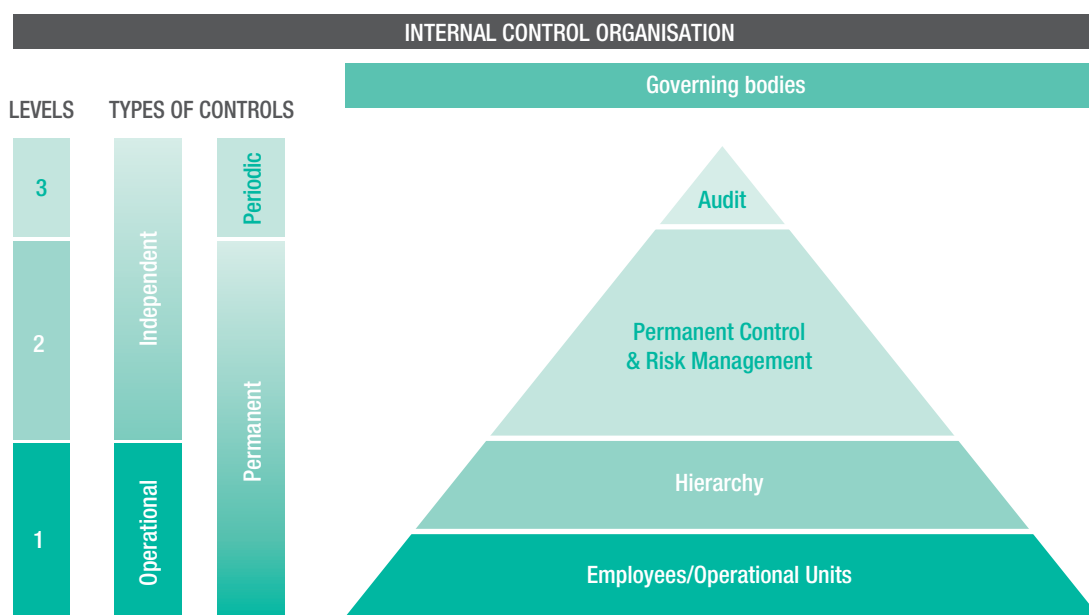 INTERNAL CONTROL ORGANISATION
Governing bodies
LEVELS
TYPES OF CONTROLS
3
2
1
Independent
Operational
Periodic
Permanent
Audit
Permanent Control
& Risk Management
Hierarchy
Employees/Operational Units